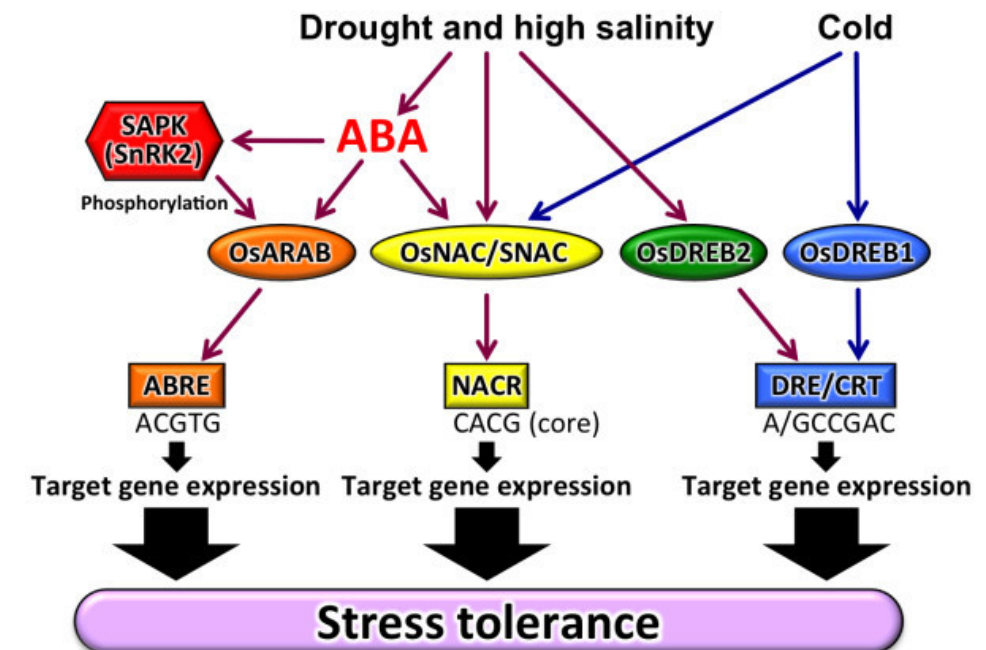 Drought and high salinity
Cold
SAPK
(SnRK2)
ABA
Phosphorylation
OsARAB
OsNAC/SNAC
OsDREB2
OsDREB1
ABRE
NACR
DRE/CRT
ACGTG
CACG (core)
A/GCCGAC
Target gene expression
Target gene expression
Target gene expression
Stress tolerance